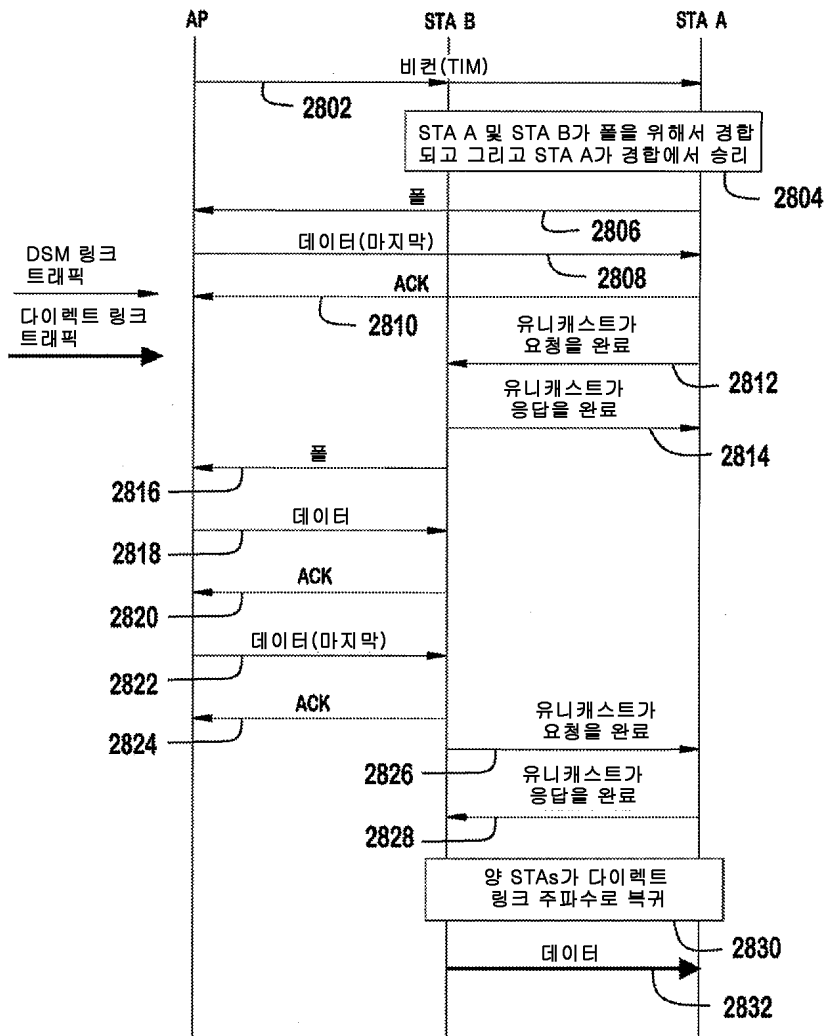 AP
STA B
STA A
비컨(TIM)
2802
STA A 및 STA B가 폴을 위해서 경합
되고 그리고 STA A가 경합에서 승리
2804
폴
2806
데이터(마지막)
2808
DSM 링크
트래픽
ACK
2810
다이렉트 링크
트래픽
유니캐스트가
요청을 완료
2812
유니캐스트가
응답을 완료
2814
폴
2816
데이터
2818
ACK
2820
데이터(마지막)
2822
ACK
2824
유니캐스트가
요청을 완료
2826
유니캐스트가
응답을 완료
2828
양 STAs가 다이렉트
링크 주파수로 복귀
2830
데이터
2832